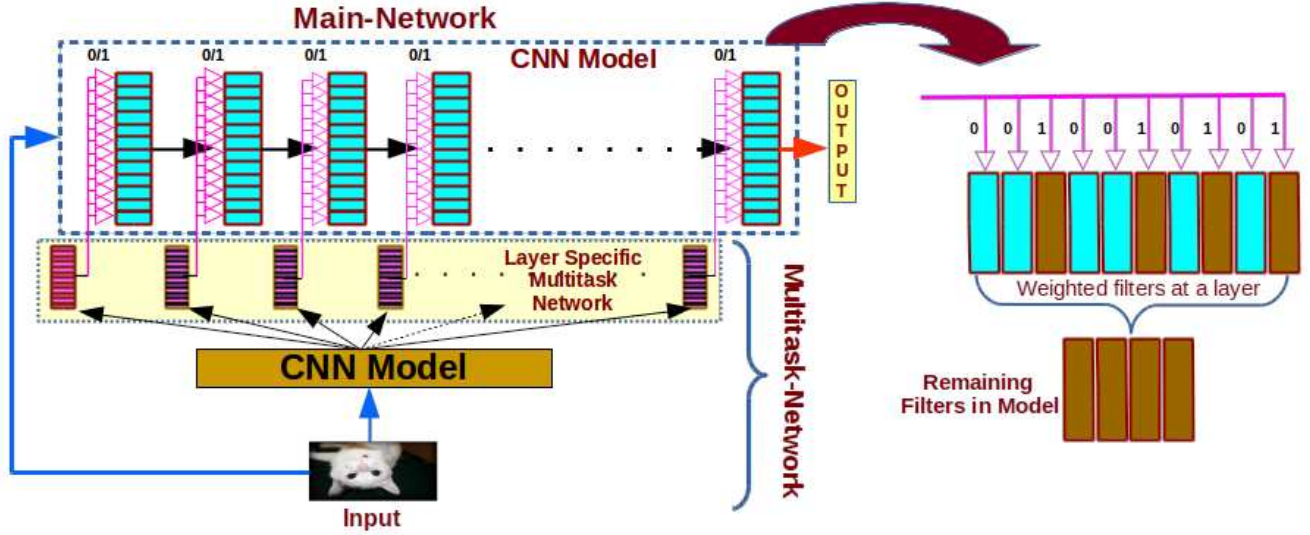 Main-Network
0/1 0/1 0/1 0/1 0/1
CNN Model
OUTPUT
0 0 1 0 0 1 0 1 0 1
Weighted filters at a layer
Layer Specific
Multitask
Network
Multitask-Network
CNN Model
Remaining
Filters in Model
Input